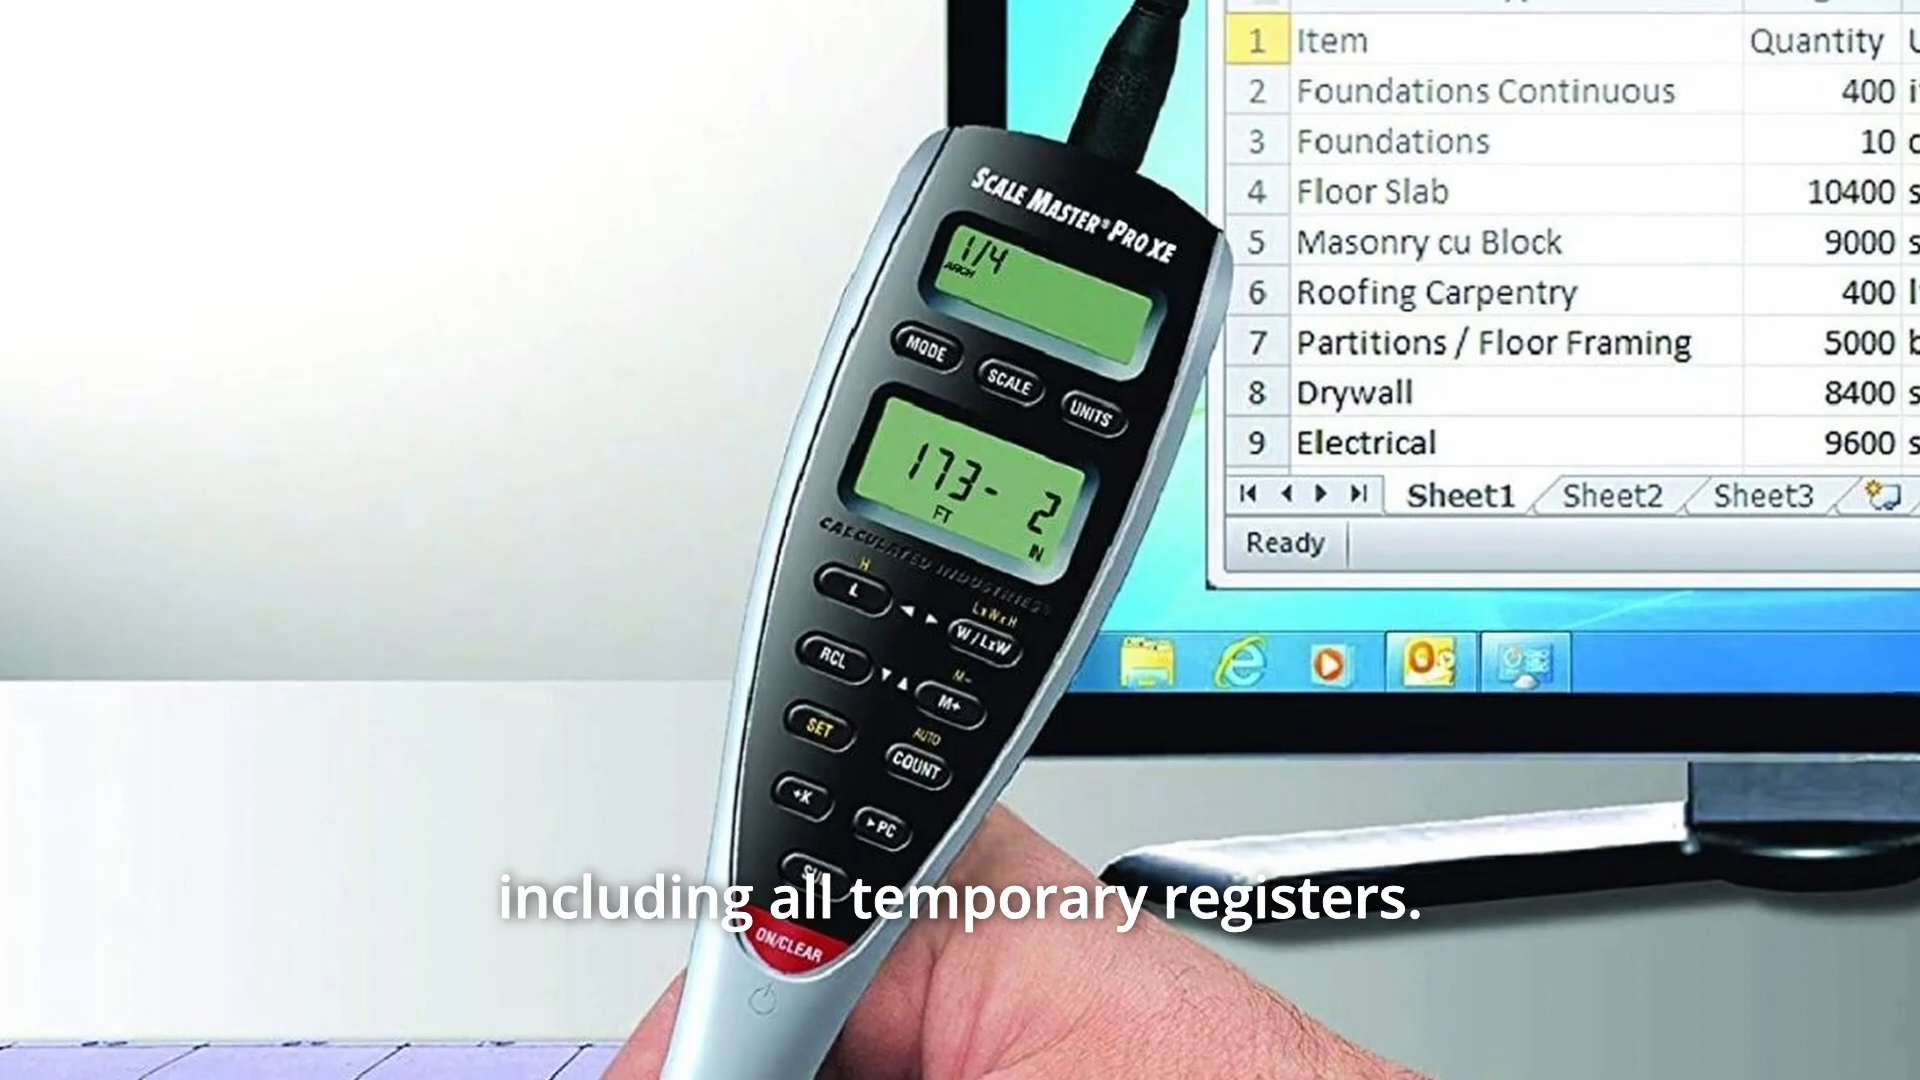 SCALE MASTER® PRO XE
1/4
ARCH
MODE
SCALE
UNITS
173- 2
FT
IN
CALCULATED INDUSTRIES®
H
L
LxWxH
W/LxW
RCL
M-
M+
SET
AUTO
COUNT
+K
►PC
ON/CLEAR
1 Item Quantity
2 Foundations Continuous 400
3 Foundations 10
4 Floor Slab 10400
5 Masonry cu Block 9000
6 Roofing Carpentry 400
7 Partitions / Floor Framing 5000
8 Drywall 8400
9 Electrical 9600
Sheet1 Sheet2 Sheet3
Ready
including all temporary registers.